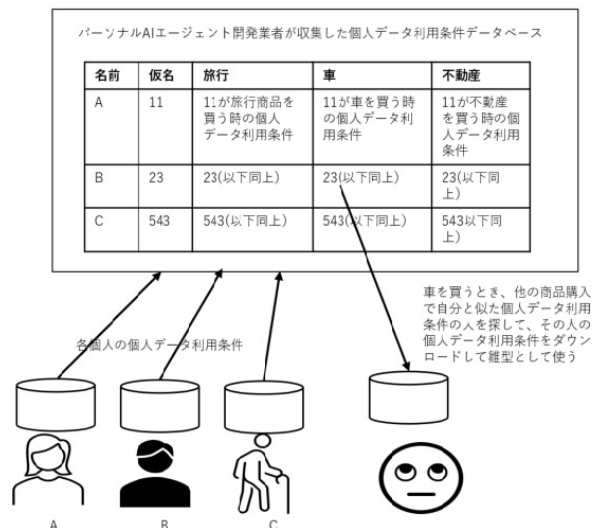 パーソナルAIエージェント開発業者が収集した個人データ利用条件データベース
名前 仮名 旅行 車 不動産
A 11 11が旅行商品を 11が車を買う時 11が不動産
買う時の個人 の個人データ利 を買う時の個
データ利用条件 用条件 人データ利用
条件
B 23 23(以下同上) 23(以下同上) 23(以下同
上)
C 543 543(以下同上) 543(以下同上) 543以下同
上)
車を買うとき、他の商品購入
で自分と似た個人データ利用
条件の人を探して、その人の
個人データ利用条件をダウン
ロードして雛型として使う
各個人の個人データ利用条件
A B C